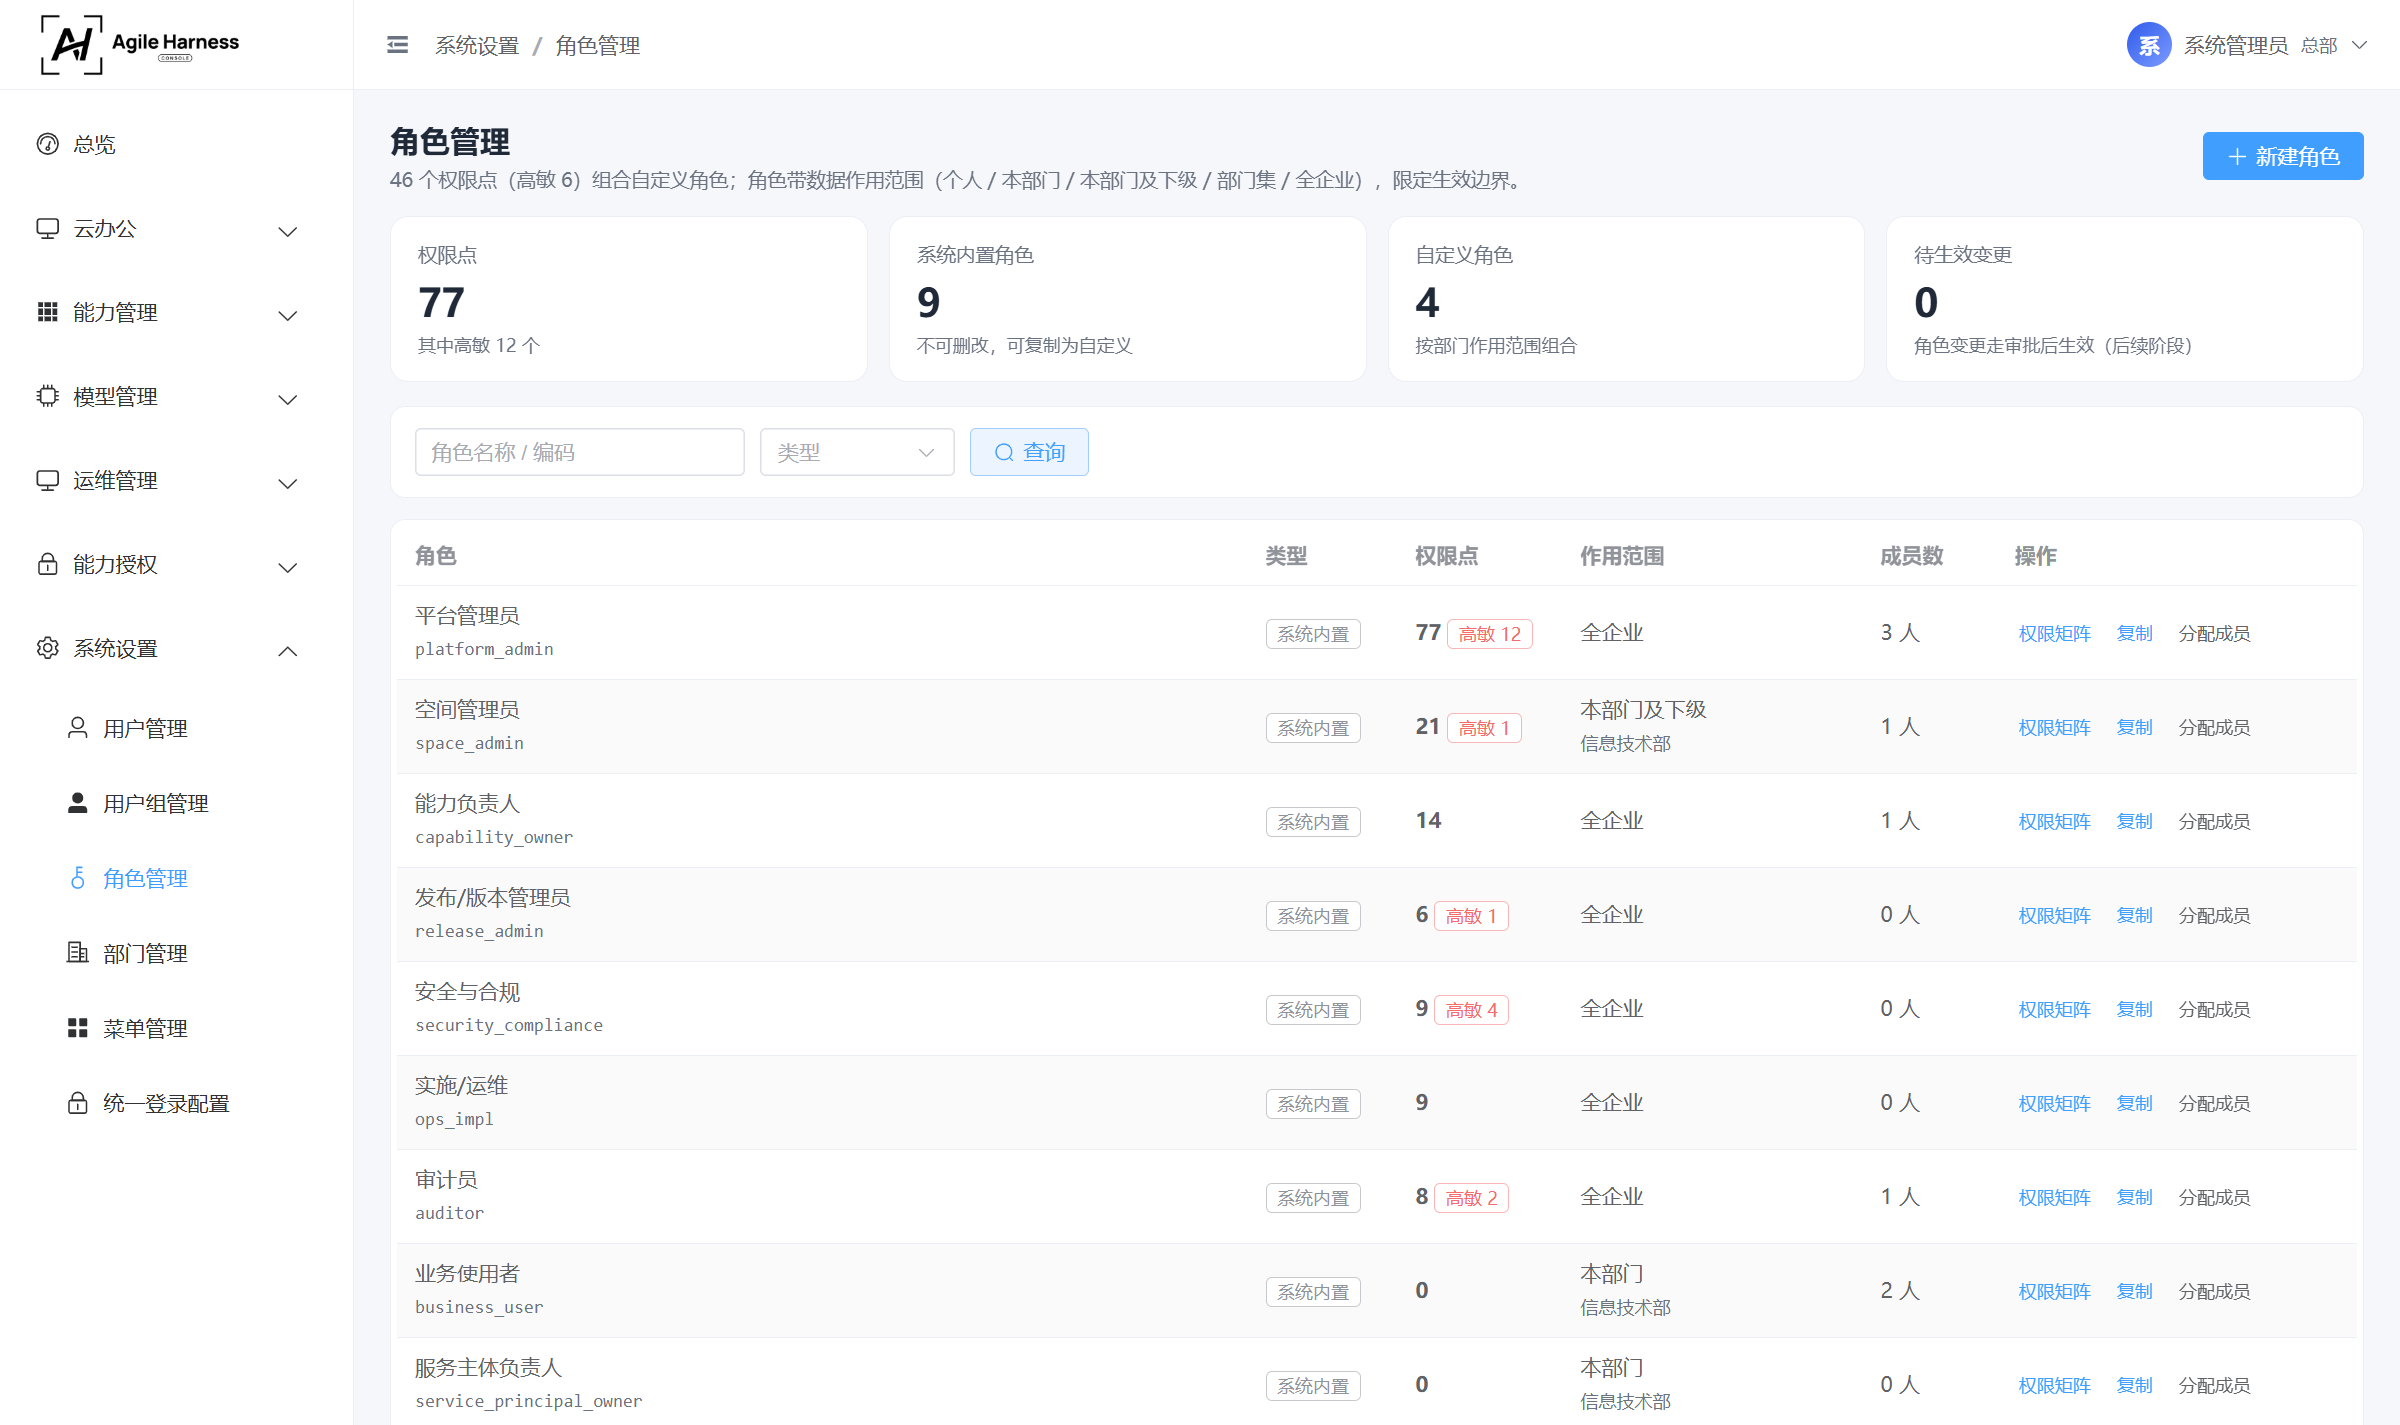 Agile Harness
CONSOLE
系统设置 / 角色管理
系 系统管理员 总部
总览
云办公
能力管理
模型管理
运维管理
能力授权
系统设置
用户管理
用户组管理
角色管理
部门管理
菜单管理
统一登录配置
角色管理
46 个权限点（高敏 6）组合自定义角色；角色带数据作用范围（个人 / 本部门 / 本部门及下级 / 部门集 / 全企业），限定生效边界。
新建角色
权限点
77
其中高敏 12 个
系统内置角色
9
不可删改，可复制为自定义
自定义角色
4
按部门作用范围组合
待生效变更
0
角色变更走审批后生效（后续阶段）
角色名称 / 编码 类型 查询
角色 类型 权限点 作用范围 成员数 操作
平台管理员
platform_admin
系统内置 77 高敏 12 全企业 3 人 权限矩阵 复制 分配成员
空间管理员
space_admin
系统内置 21 高敏 1 本部门及下级
信息技术部
1 人 权限矩阵 复制 分配成员
能力负责人
capability_owner
系统内置 14 全企业 1 人 权限矩阵 复制 分配成员
发布/版本管理员
release_admin
系统内置 6 高敏 1 全企业 0 人 权限矩阵 复制 分配成员
安全与合规
security_compliance
系统内置 9 高敏 4 全企业 0 人 权限矩阵 复制 分配成员
实施/运维
ops_impl
系统内置 9 全企业 0 人 权限矩阵 复制 分配成员
审计员
auditor
系统内置 8 高敏 2 全企业 1 人 权限矩阵 复制 分配成员
业务使用者
business_user
系统内置 0 本部门
信息技术部
2 人 权限矩阵 复制 分配成员
服务主体负责人
service_principal_owner
系统内置 0 本部门
信息技术部
0 人 权限矩阵 复制 分配成员